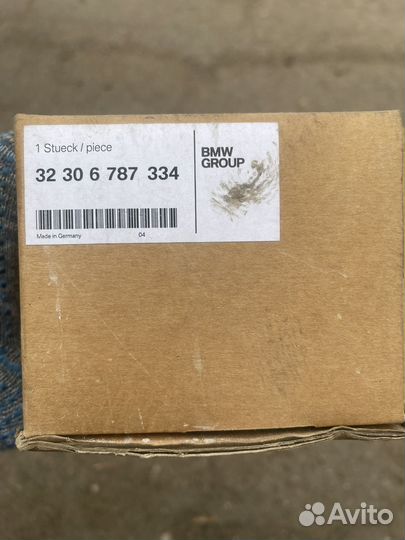 1 Stueck / piece
32 30 6 787 334
BMW
GROUP
Made in Germany
04
Avito